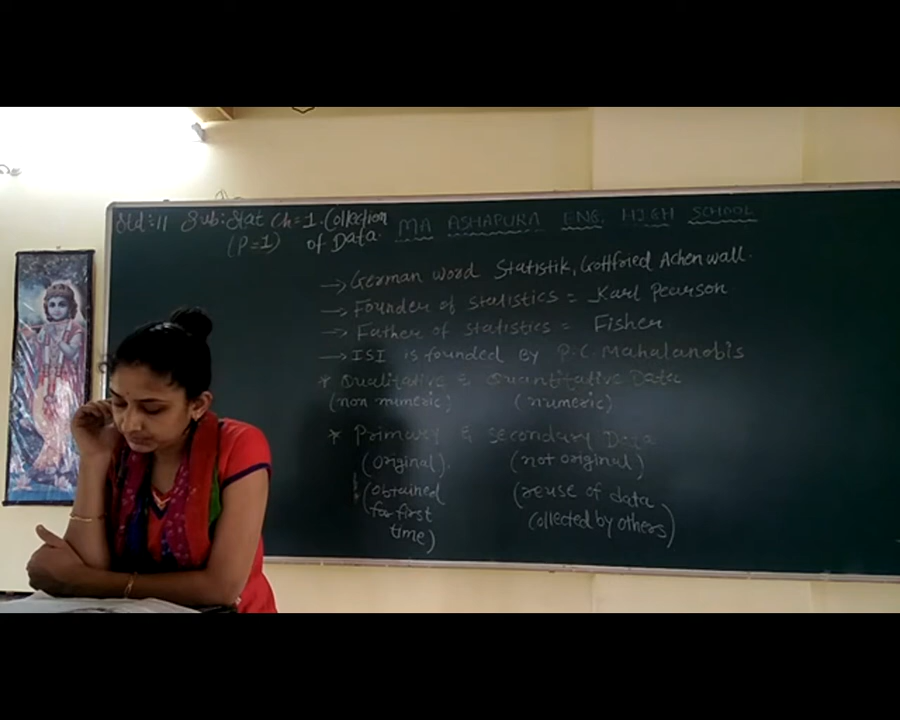 Std:11 Sub:Stat Ch=1. Collection
(P=1) of Data.
MA ASHAPURA ENG. HIGH SCHOOL
→ German word Statistik, Gottfried Achenwall.
→ Founder of statistics = Karl Pearson
→ Father of statistics = Fisher
→ ISI is founded by P.C. Mahalanobis
* Qualitative & Quantitative Data
(non numeric) (numeric)
* Primary & Secondary Data
(original). (not original)
(obtained (reuse of data
for first collected by others)
time)